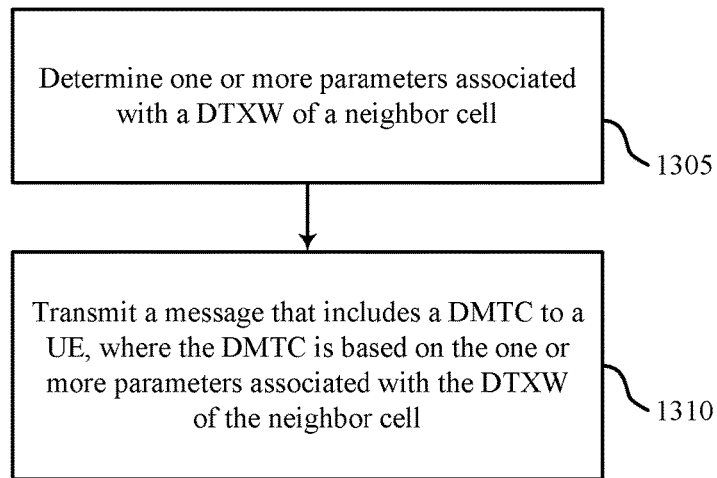 Determine one or more parameters associated
with a DTXW of a neighbor cell
1305
Transmit a message that includes a DMTC to a
UE, where the DMTC is based on the one or
more parameters associated with the DTXW
of the neighbor cell
1310